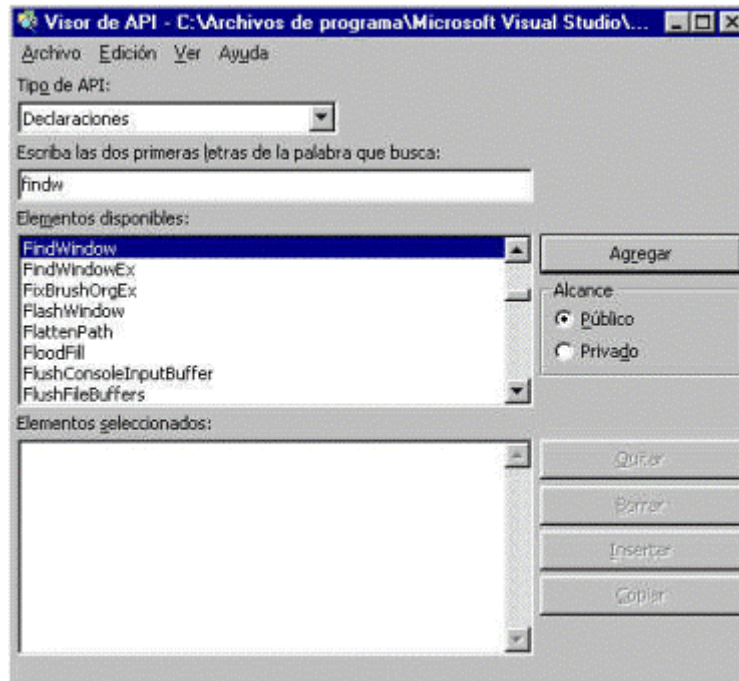 Visor de API - C:\Archivos de programa\Microsoft Visual Studio\...
Archivo Edición Ver Ayuda
Tipo de API:
Declaraciones
Escriba las dos primeras letras de la palabra que busca:
findw
Elementos disponibles:
FindWindow
FindWindowEx
FixBrushOrgEx
FlashWindow
FlattenPath
FloodFill
FlushConsoleInputBuffer
FlushFileBuffers
Agregar
Alcance
Público
Privado
Elementos seleccionados:
Quitar
Borrar
Insertar
Copiar